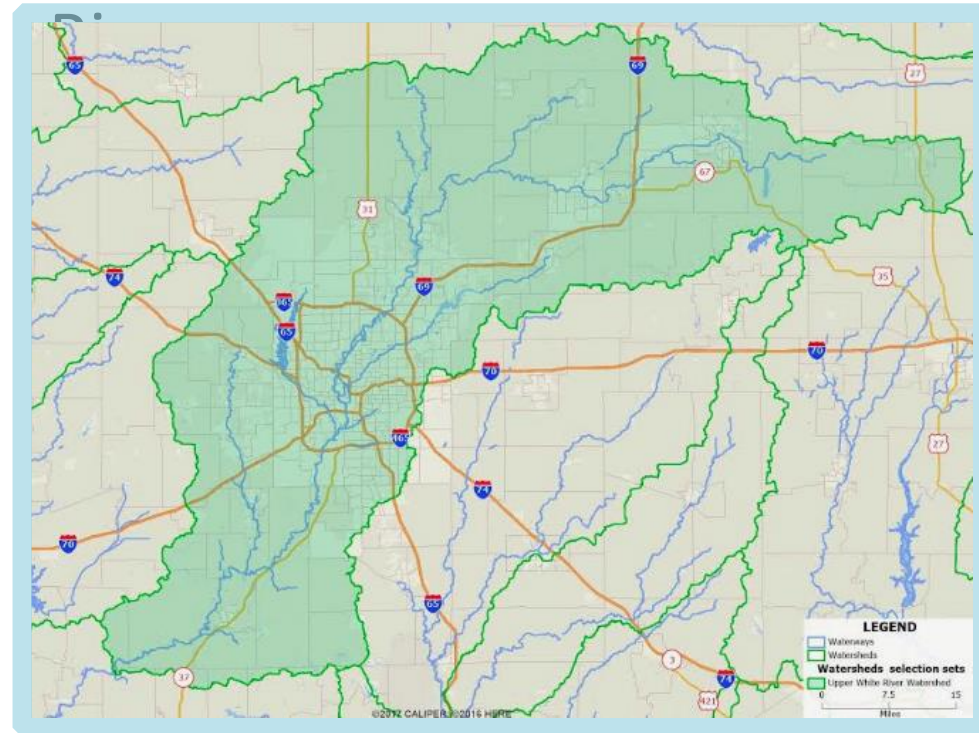 65
69
27
67
31
74
69
35
465
65
70
70
27
465
74
70
65
3
37
74
421
LEGEND
Waterways
Watersheds
Watersheds selection sets
Upper White River Watershed
0 7.5 15
Miles
©2017 CALIPER ©2016 HERE